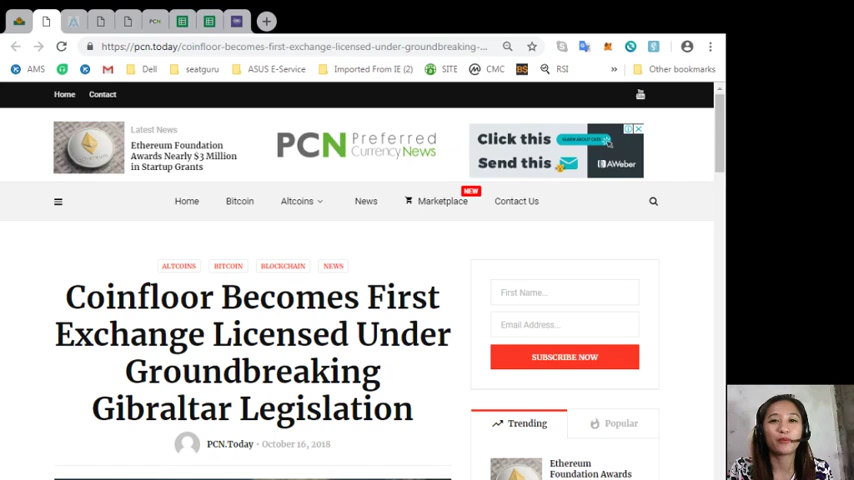 PCN
https://pcn.today/coinfloor-becomes-first-exchange-licensed-under-groundbreaking-...
AMS
Dell
seatguru
ASUS E-Service
Imported From IE (2)
SITE
CMC
BS
RSI
»
Other bookmarks
Home
Contact
Latest News
Ethereum Foundation
Awards Nearly $3 Million
in Startup Grants
PCN Preferred
Currency News
Click this
Send this
AWeber
Home
Bitcoin
Altcoins
News
Marketplace
NEW
Contact Us
ALTCOINS
BITCOIN
BLOCKCHAIN
NEWS
Coinfloor Becomes First
Exchange Licensed Under
Groundbreaking
Gibraltar Legislation
PCN.Today · October 16, 2018
First Name...
Email Address...
SUBSCRIBE NOW
Trending
Popular
Ethereum
Foundation Awards